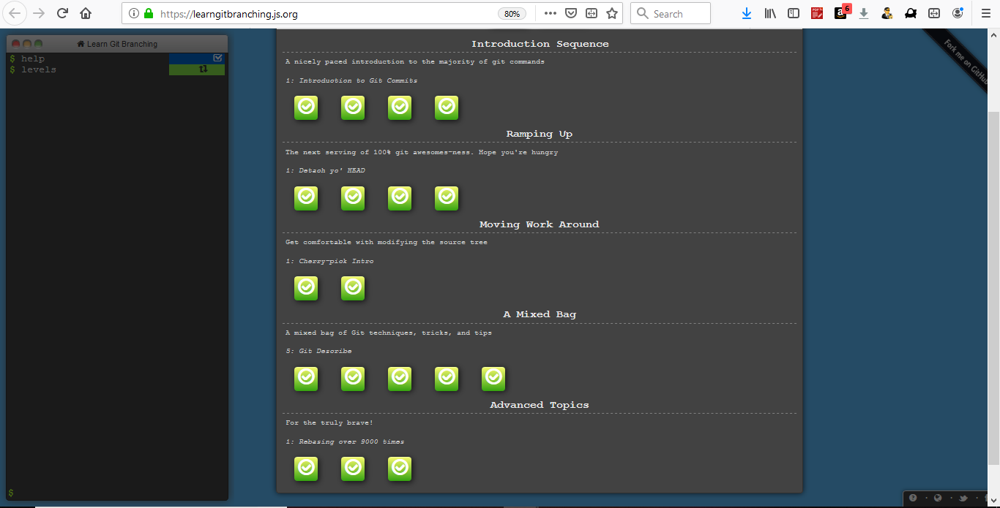 https://learngitbranching.js.org
80%
Search
6
Learn Git Branching
$ help
$ levels
$
Introduction Sequence
A nicely paced introduction to the majority of git commands
1: Introduction to Git Commits
Ramping Up
The next serving of 100% git awesomes-ness. Hope you're hungry
1: Detach yo' HEAD
Moving Work Around
Get comfortable with modifying the source tree
1: Cherry-pick Intro
A Mixed Bag
A mixed bag of Git techniques, tricks, and tips
5: Git Describe
Advanced Topics
For the truly brave!
1: Rebasing over 9000 times
Fork me on GitHub